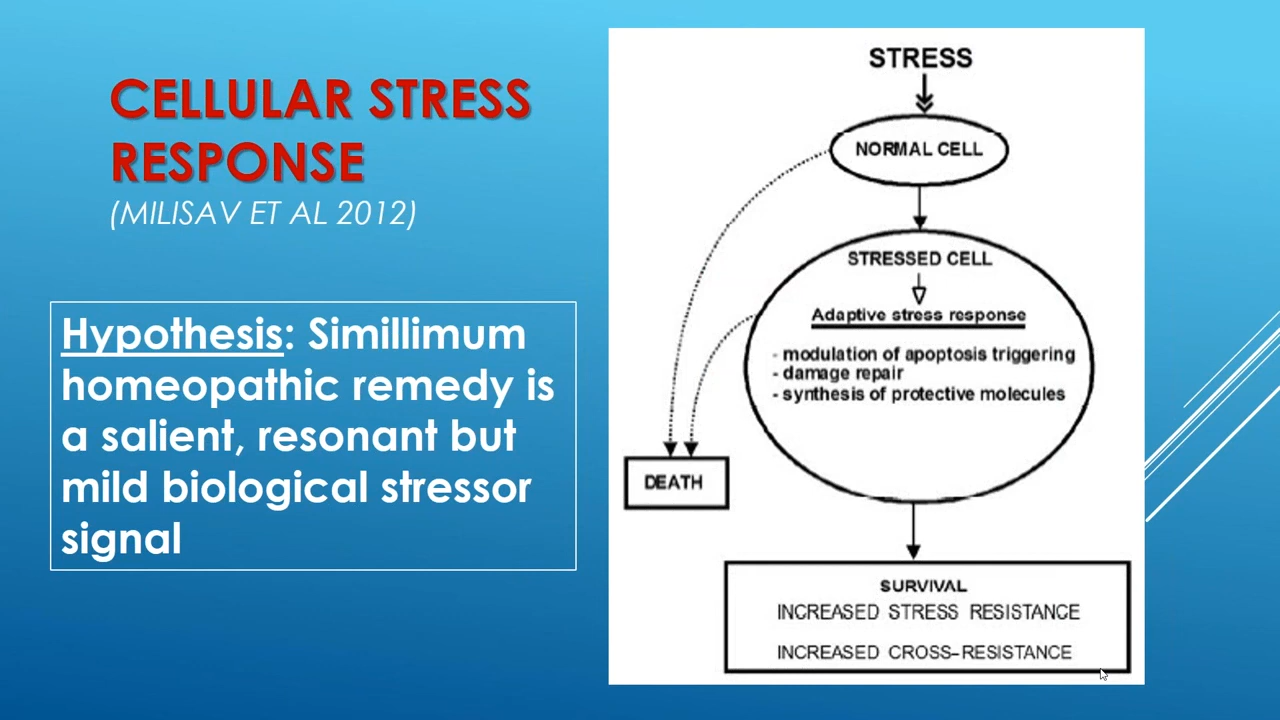 CELLULAR STRESS
RESPONSE
(MILISAV ET AL 2012)
Hypothesis: Simillimum
homeopathic remedy is
a salient, resonant but
mild biological stressor
signal
STRESS
NORMAL CELL
STRESSED CELL
Adaptive stress response
- modulation of apoptosis triggering
- damage repair
- synthesis of protective molecules
DEATH
SURVIVAL
INCREASED STRESS RESISTANCE
INCREASED CROSS-RESISTANCE